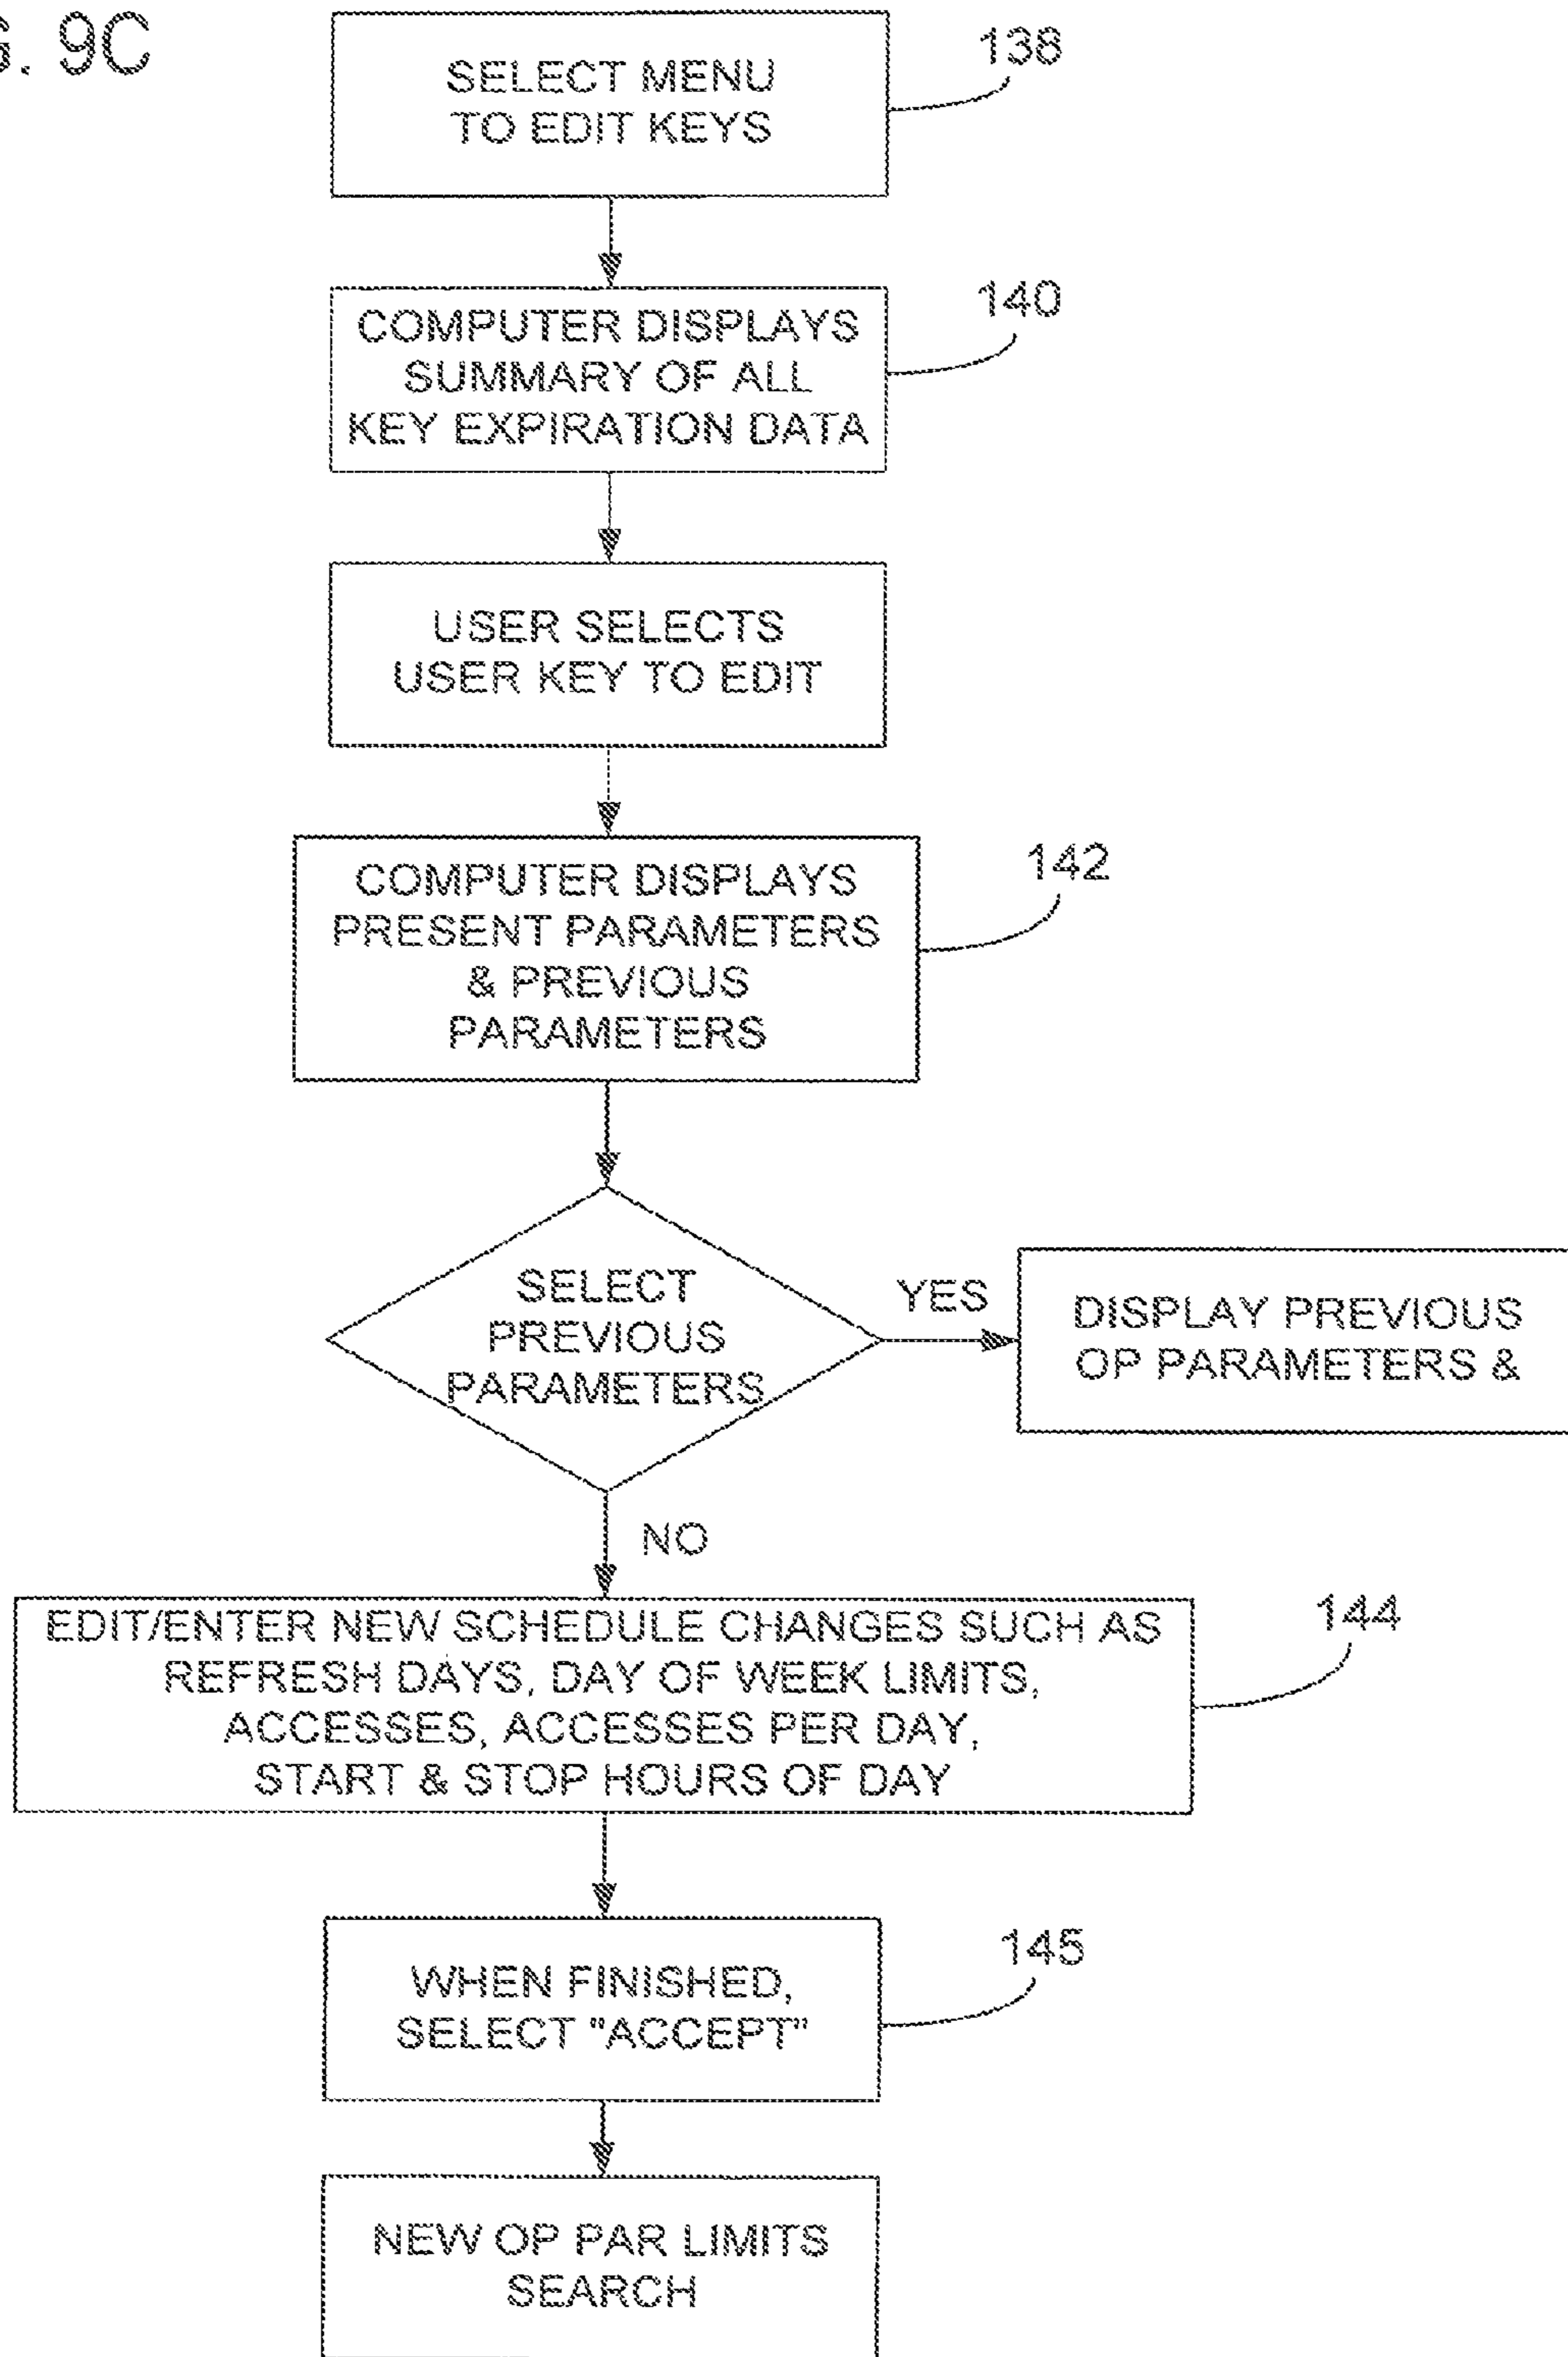 G. 9C
138
SELECT MENU
TO EDIT KEYS
140
COMPUTER DISPLAYS
SUMMARY OF ALL
KEY EXPIRATION DATA
USER SELECTS
USER KEY TO EDIT
142
COMPUTER DISPLAYS
PRESENT PARAMETERS
& PREVIOUS
PARAMETERS
SELECT
PREVIOUS
PARAMETERS
YES
DISPLAY PREVIOUS
OP PARAMETERS &
NO
144
EDIT/ENTER NEW SCHEDULE CHANGES SUCH AS
REFRESH DAYS, DAY OF WEEK LIMITS,
ACCESSES, ACCESSES PER DAY,
START & STOP HOURS OF DAY
145
WHEN FINISHED,
SELECT "ACCEPT"
NEW OP PAR LIMITS
SEARCH